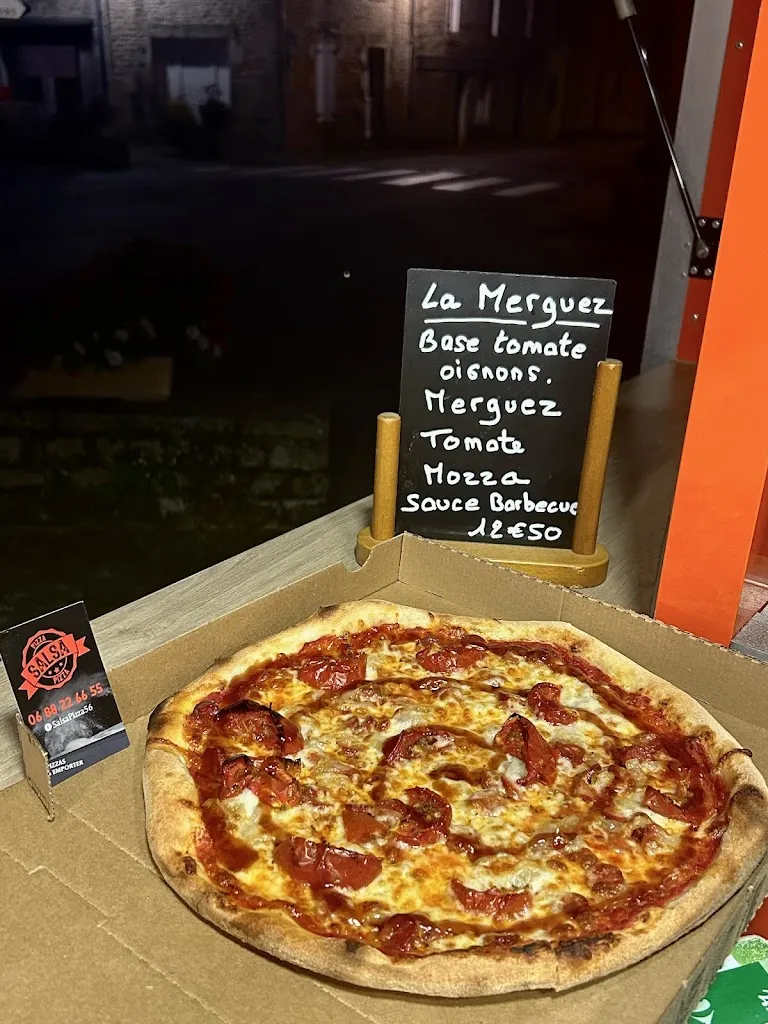 La Merguez
Base tomate
oignons.
Merguez
Tomate
Mozza
Sauce Barbecue
12€50
PIZZA
SALSA
PIZZA
06 88 22 66 55
SalsaPizza56
PIZZAS
A EMPORTER